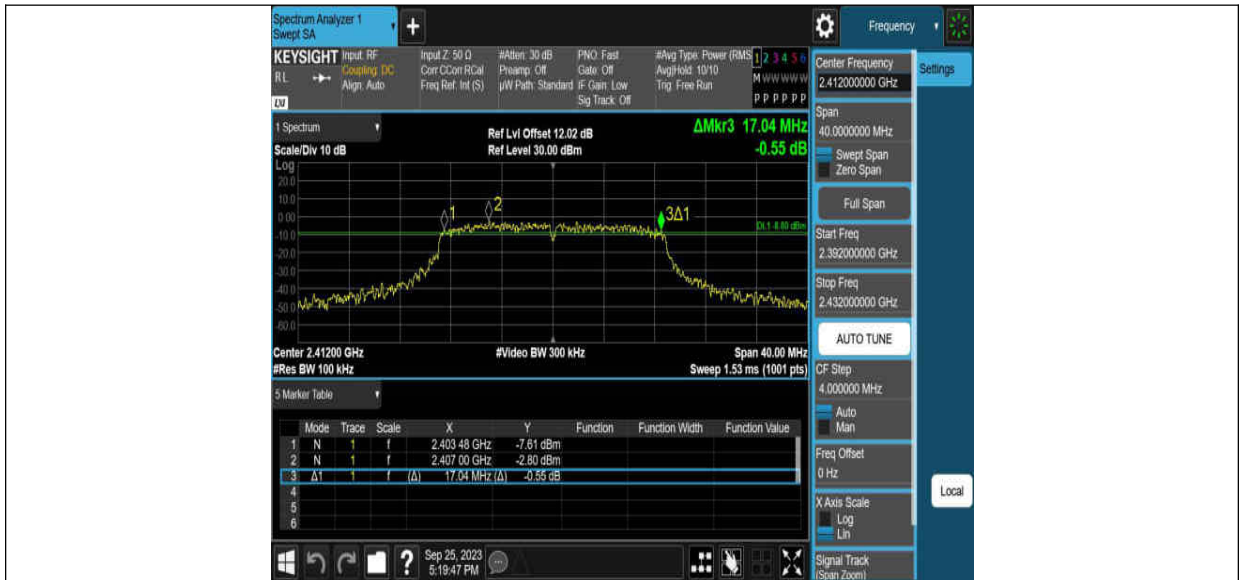 Spectrum Analyzer 1
Swept SA
+
Frequency
Settings
KEYSIGHT
RL
LXI
Input: RF
Coupling: DC
Align: Auto
Input Z: 50 Ω
Corr CCorr RCal
Freq Ref: Int (S)
#Atten: 30 dB
Preamp: Off
µW Path: Standard
PNO: Fast
Gate: Off
IF Gain: Low
Sig Track: Off
#Avg Type: Power (RMS
Avg|Hold: 10/10
Trig: Free Run
1 2 3 4 5 6
M W W W W W
P P P P P P
1 Spectrum
Scale/Div 10 dB
Ref Lvl Offset 12.02 dB
Ref Level 30.00 dBm
ΔMkr3 17.04 MHz
-0.55 dB
Log
20.0
10.0
0.00
-10.0
-20.0
-30.0
-40.0
-50.0
-60.0
1
2
3Δ1
DL1 -8.80 dBm
Center 2.41200 GHz
#Res BW 100 kHz
#Video BW 300 kHz
Span 40.00 MHz
Sweep 1.53 ms (1001 pts)
5 Marker Table
Mode Trace Scale X Y Function Function Width Function Value
1 N 1 f 2.403 48 GHz -7.61 dBm
2 N 1 f 2.407 00 GHz -2.80 dBm
3 Δ1 1 f (Δ) 17.04 MHz (Δ) -0.55 dB
4
5
6
Sep 25, 2023
5:19:47 PM
Center Frequency
2.412000000 GHz
Span
40.0000000 MHz
Swept Span
Zero Span
Full Span
Start Freq
2.392000000 GHz
Stop Freq
2.432000000 GHz
AUTO TUNE
CF Step
4.000000 MHz
Auto
Man
Freq Offset
0 Hz
X Axis Scale
Log
Lin
Signal Track
(Span Zoom)
Local